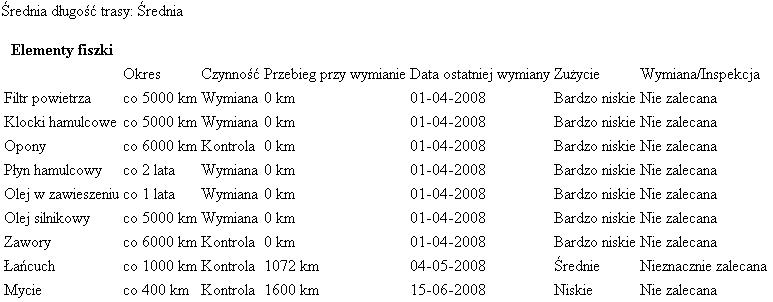 Średnia długość trasy: Średnia
Elementy fiszki
Okres Czynność Przebieg przy wymianie Data ostatniej wymiany Zużycie Wymiana/Inspekcja
Filtr powietrza co 5000 km Wymiana 0 km 01-04-2008 Bardzo niskie Nie zalecana
Klocki hamulcowe co 5000 km Wymiana 0 km 01-04-2008 Bardzo niskie Nie zalecana
Opony co 6000 km Kontrola 0 km 01-04-2008 Bardzo niskie Nie zalecana
Płyn hamulcowy co 2 lata Wymiana 0 km 01-04-2008 Bardzo niskie Nie zalecana
Olej w zawieszeniu co 1 lata Wymiana 0 km 01-04-2008 Bardzo niskie Nie zalecana
Olej silnikowy co 5000 km Wymiana 0 km 01-04-2008 Bardzo niskie Nie zalecana
Zawory co 6000 km Kontrola 0 km 01-04-2008 Bardzo niskie Nie zalecana
Łańcuch co 1000 km Kontrola 1072 km 04-05-2008 Średnie Nieznacznie zalecana
Mycie co 400 km Kontrola 1600 km 15-06-2008 Niskie Nie zalecana